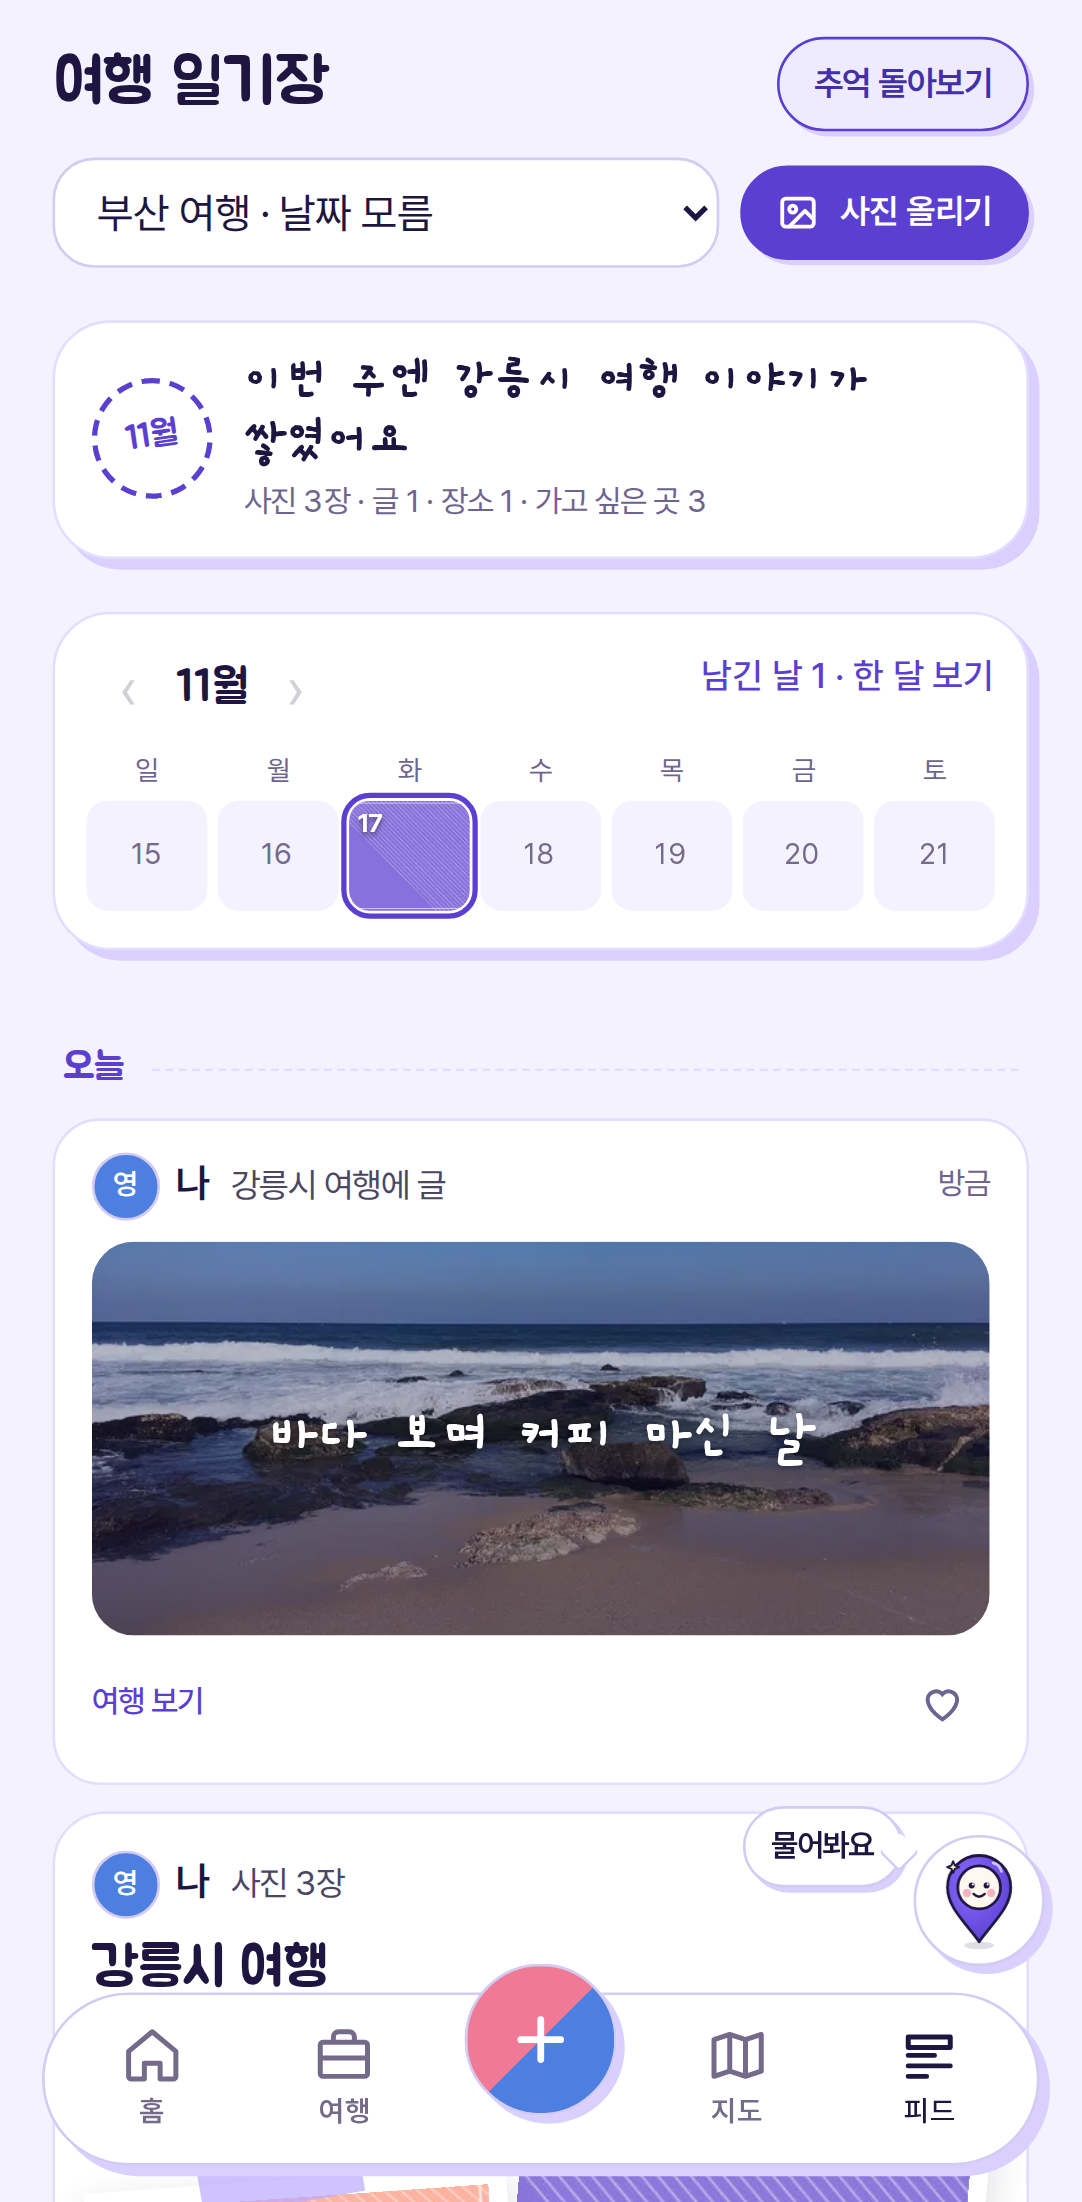 여행 일기장
추억 돌아보기
부산 여행 · 날짜 모름
사진 올리기
11월
이번 주엔 강릉시 여행 이야기가
쌓였어요
사진 3장 · 글 1 · 장소 1 · 가고 싶은 곳 3
‹ 11월 ›
남긴 날 1 · 한 달 보기
일 월 화 수 목 금 토
15 16 17 18 19 20 21
오늘
영 나 강릉시 여행에 글 방금
바다 보며 커피 마신 날
여행 보기
물어봐요
영 나 사진 3장
강릉시 여행
홈 여행 지도 피드